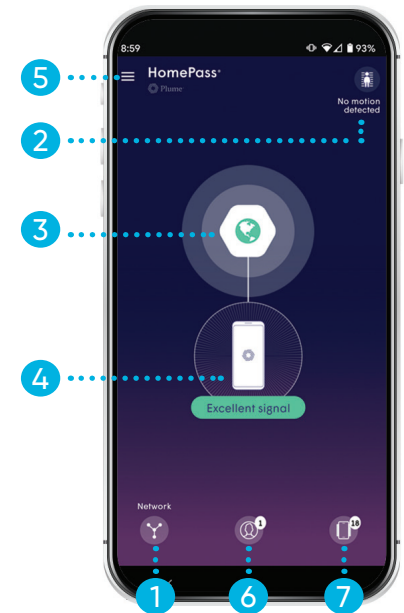 8:59
93%
5
HomePass
Plume
No motion
detected
2
3
4
Excellent signal
Network
1
18
1
6
7